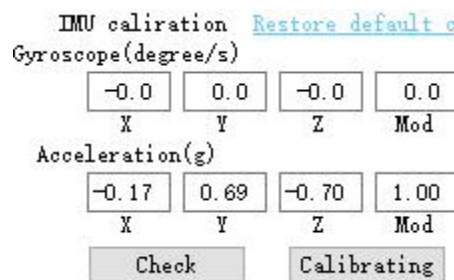 IMU caliration Restore default c
Gyroscope(degree/s)
-0.0 0.0 -0.0 0.0
X Y Z Mod
Acceleration(g)
-0.17 0.69 -0.70 1.00
X Y Z Mod
Check Calibrating